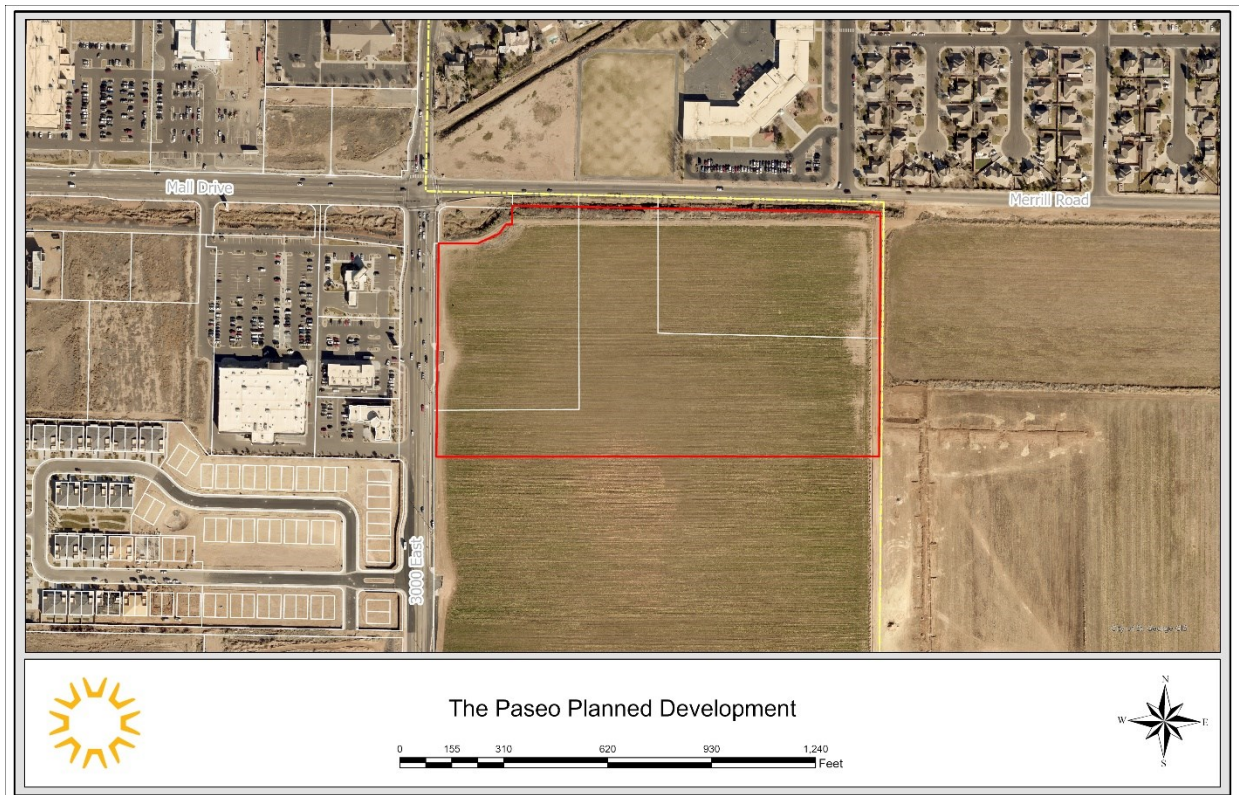 Mall Drive
Merrill Road
3000 East
The Paseo Planned Development
N
W
E
S
0 155 310 620 930 1,240
Feet